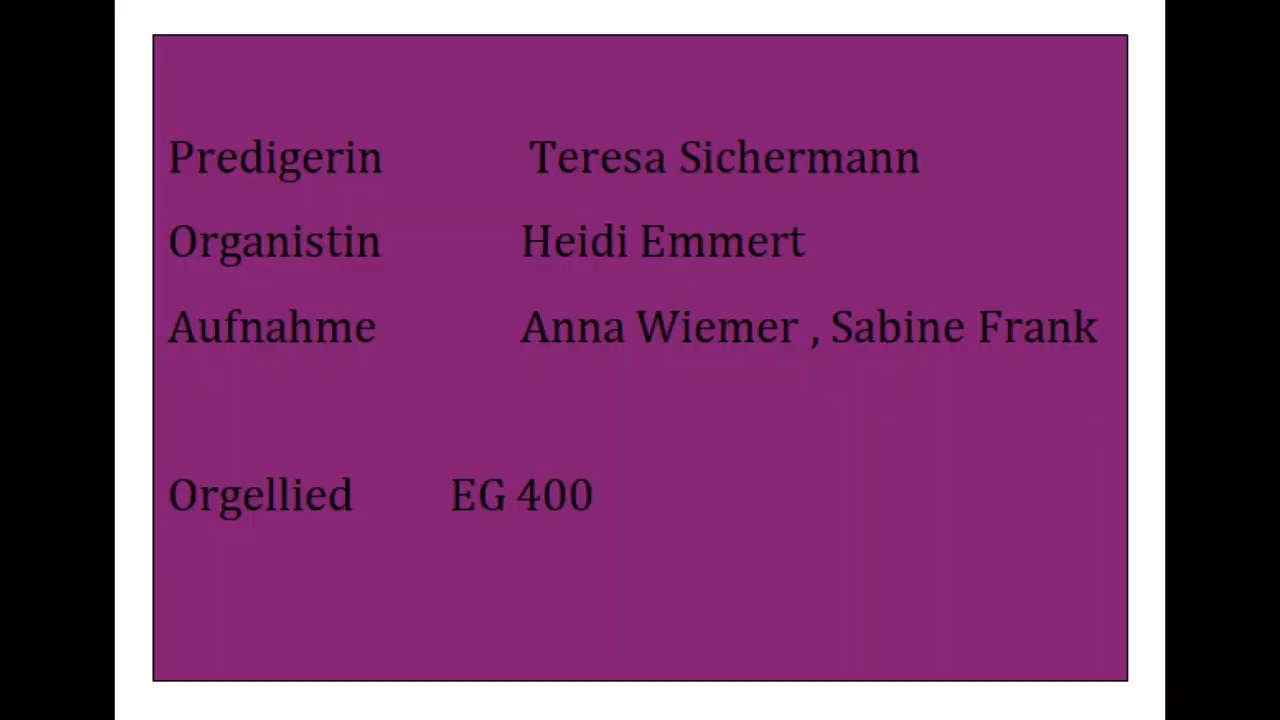 Predigerin Teresa Sichermann
Organistin Heidi Emmert
Aufnahme Anna Wiemer , Sabine Frank
Orgellied EG 400